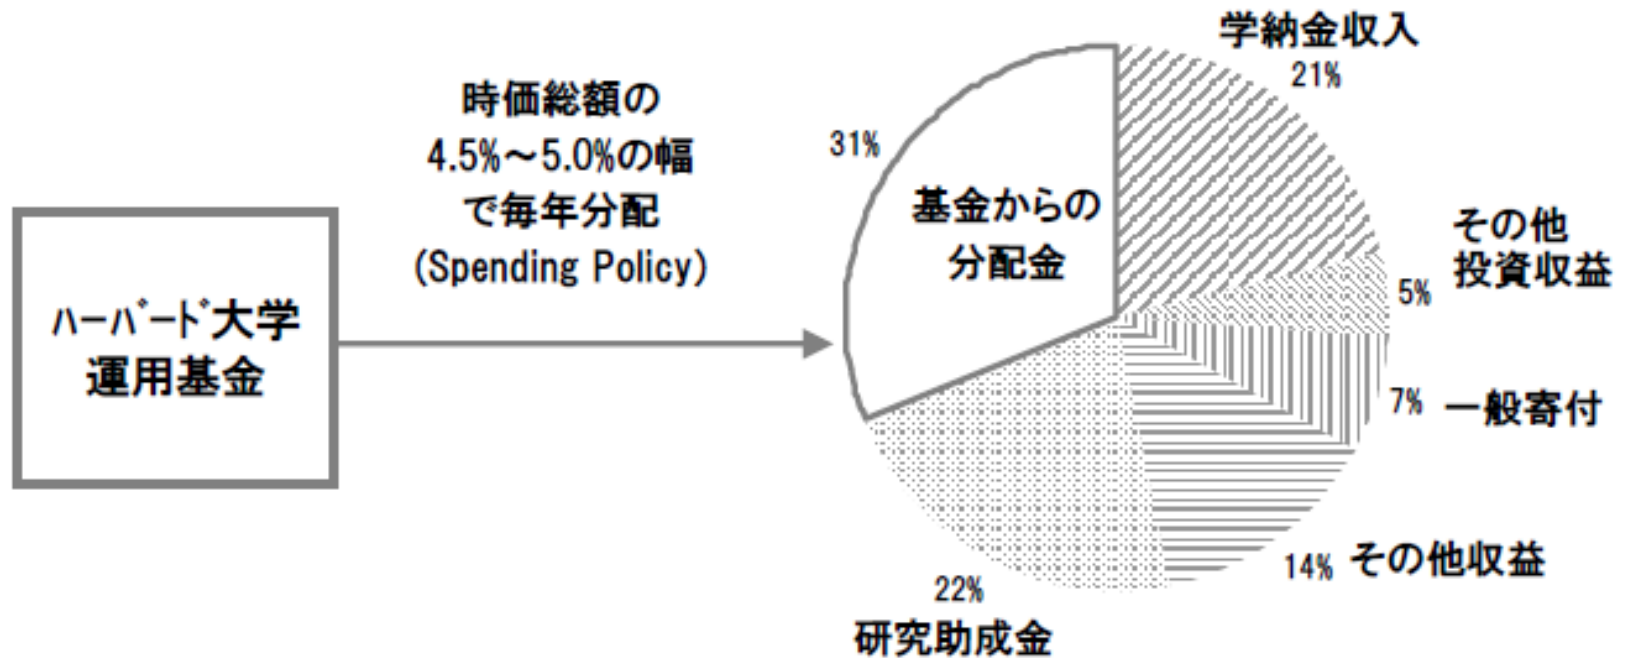 ﾊｰﾊﾞｰﾄﾞ大学
運用基金
時価総額の
4.5%～5.0%の幅
で毎年分配
(Spending Policy)
31%
基金からの
分配金
学納金収入
21%
その他
投資収益
5%
7% 一般寄付
14% その他収益
22%
研究助成金